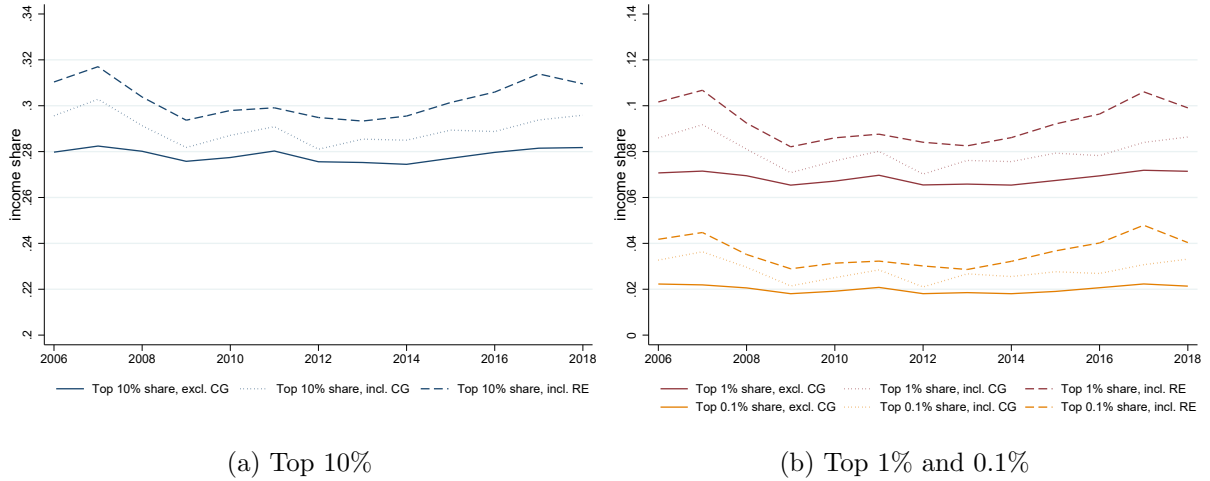 income share
.2 .22 .24 .26 .28 .3 .32 .34
2006 2008 2010 2012 2014 2016 2018
Top 10% share, excl. CG Top 10% share, incl. CG Top 10% share, incl. RE
(a) Top 10%
income share
0 .02 .04 .06 .08 .1 .12 .14
2006 2008 2010 2012 2014 2016 2018
Top 1% share, excl. CG Top 1% share, incl. CG Top 1% share, incl. RE
Top 0.1% share, excl. CG Top 0.1% share, incl. CG Top 0.1% share, incl. RE
(b) Top 1% and 0.1%